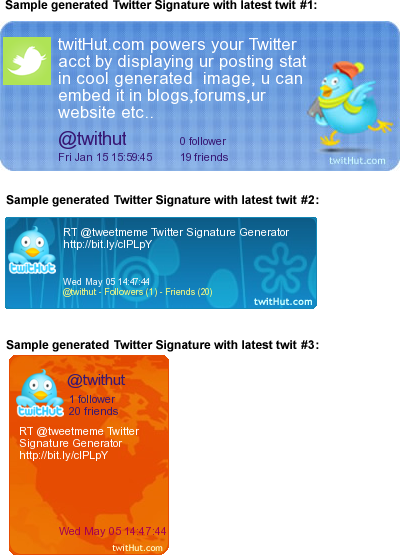 Sample generated Twitter Signature with latest twit #1:
twitHut.com powers your Twitter
acct by displaying ur posting stat
in cool generated image, u can
embed it in blogs,forums,ur
website etc..
@twithut
0 follower
Fri Jan 15 15:59:45
19 friends
twitHut.com
Sample generated Twitter Signature with latest twit #2:
RT @tweetmeme Twitter Signature Generator
http://bit.ly/cIPLpY
twitHut
Wed May 05 14:47:44
@twithut - Followers (1) - Friends (20)
twitHut.com
Sample generated Twitter Signature with latest twit #3:
@twithut
1 follower
20 friends
twitHut
RT @tweetmeme Twitter
Signature Generator
http://bit.ly/cIPLpY
Wed May 05 14:47:44
twitHut.com